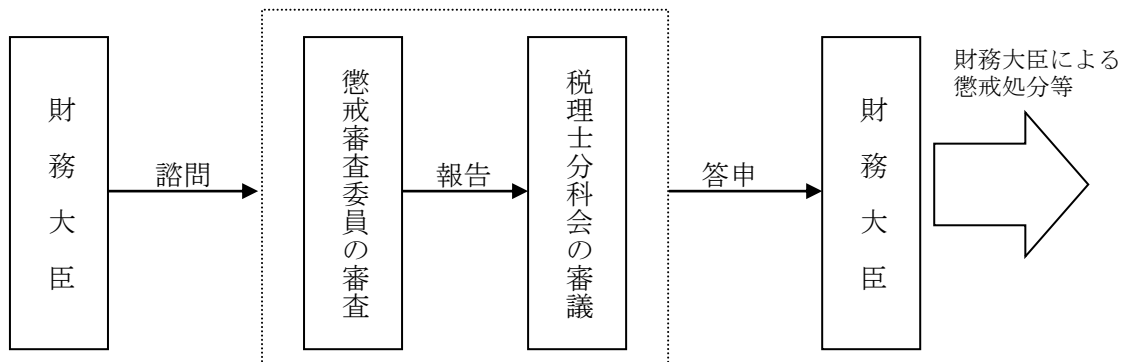 財務大臣
諮問
懲戒審査委員の審査
報告
税理士分科会の審議
答申
財務大臣
財務大臣による
懲戒処分等